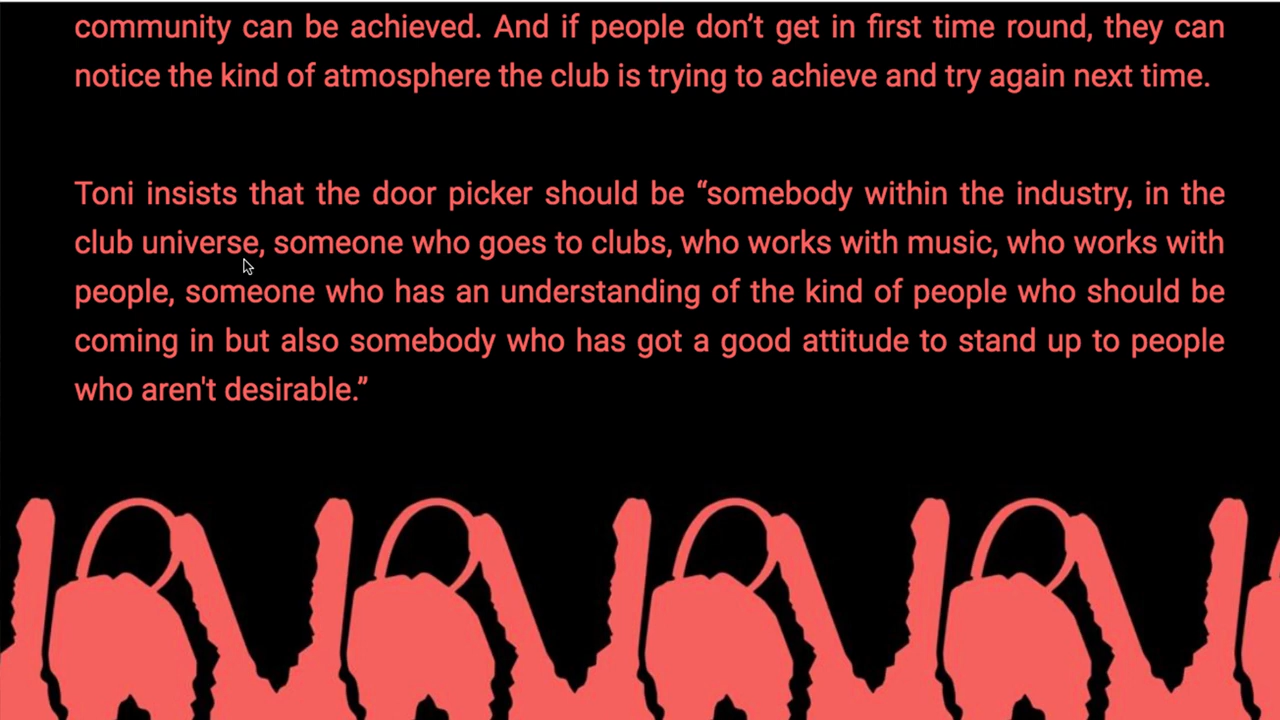 community can be achieved. And if people don’t get in first time round, they can
notice the kind of atmosphere the club is trying to achieve and try again next time.
Toni insists that the door picker should be “somebody within the industry, in the
club universe, someone who goes to clubs, who works with music, who works with
people, someone who has an understanding of the kind of people who should be
coming in but also somebody who has got a good attitude to stand up to people
who aren't desirable.”